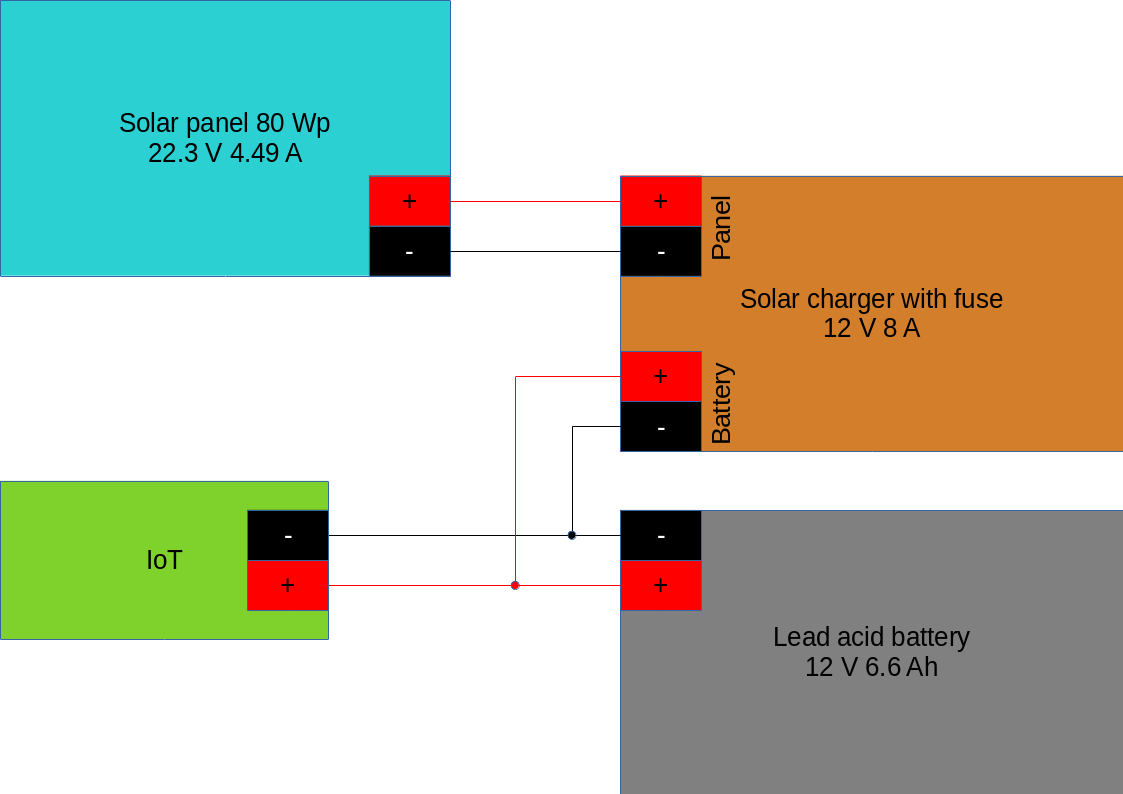 Solar panel 80 Wp
22.3 V 4.49 A
+
-
+
-
Panel
Solar charger with fuse
12 V 8 A
+
-
Battery
IoT
-
+
-
+
Lead acid battery
12 V 6.6 Ah